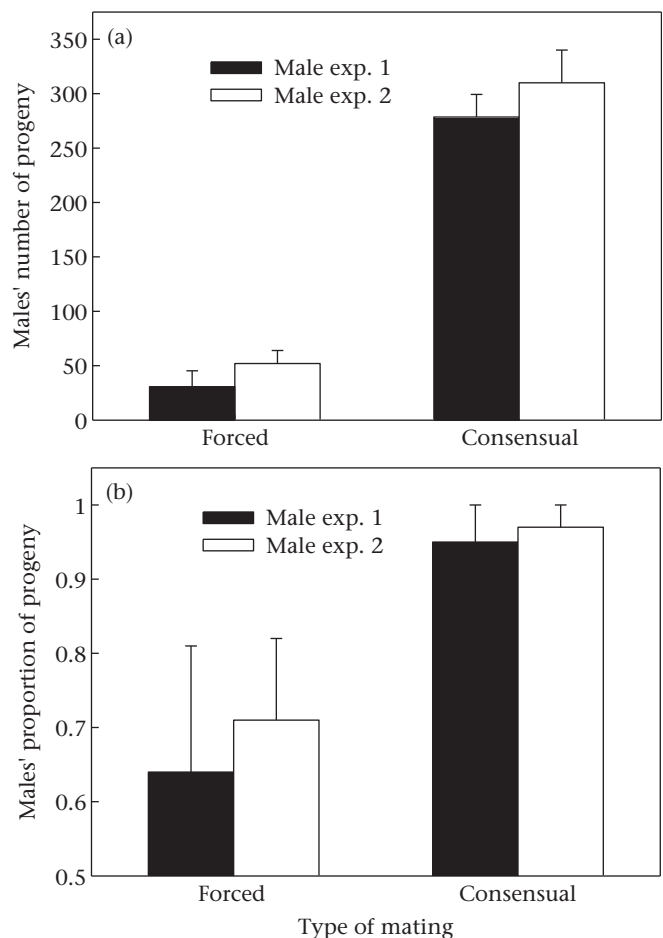 (a)
Male exp. 1
Male exp. 2
Males' number of progeny
350
300
250
200
150
100
50
0
Forced Consensual
(b)
Male exp. 1
Male exp. 2
Males' proportion of progeny
1
0.9
0.8
0.7
0.6
0.5
Forced Consensual
Type of mating